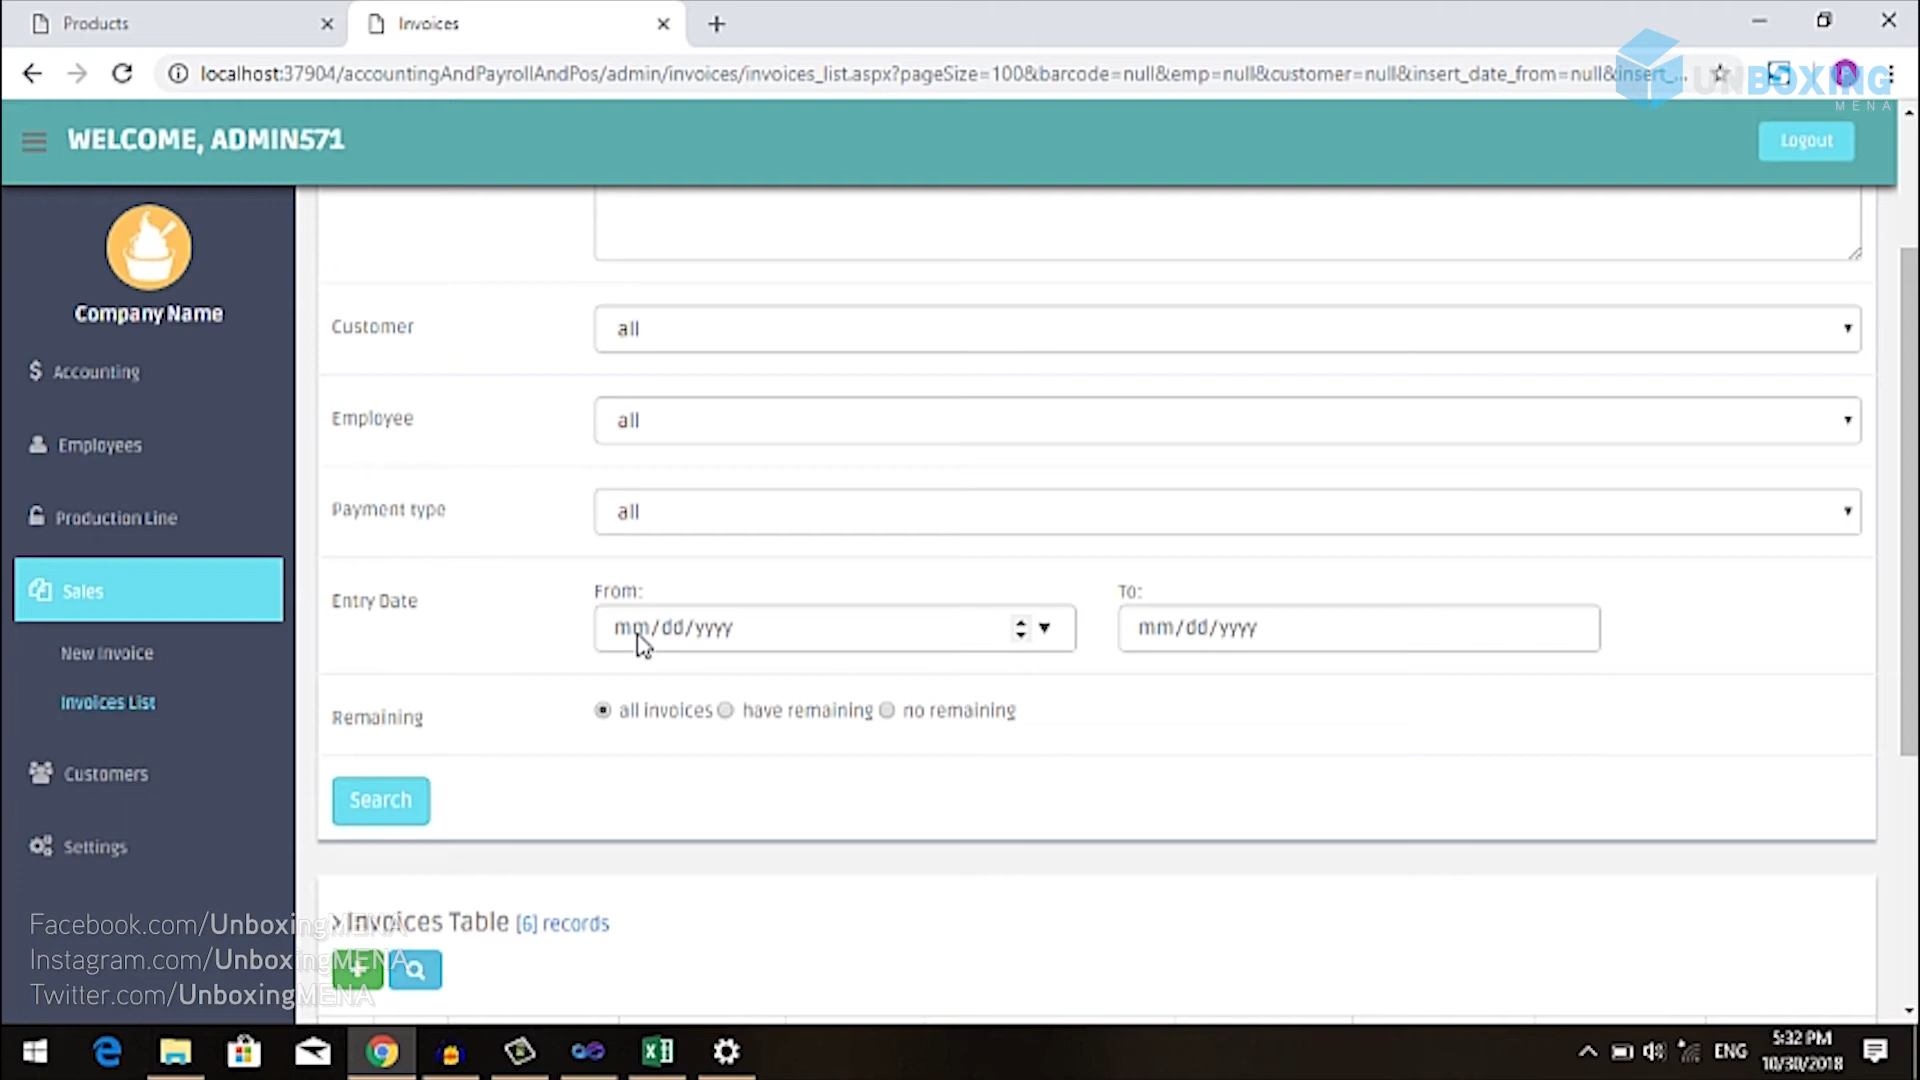 Products
Invoices
localhost:37904/accountingAndPayrollAndPos/admin/invoices/invoices_list.aspx?pageSize=100&barcode=null&emp=null&customer=null&insert_date_from=null&insert_...
UNBOXING
MENA
WELCOME, ADMIN571
Logout
Company Name
Accounting
Employees
Production Line
Sales
New Invoice
Invoices List
Customers
Settings
Customer
all
Employee
all
Payment type
all
Entry Date
From:
To:
mm/dd/yyyy
mm/dd/yyyy
Remaining
all invoices
have remaining
no remaining
Search
Invoices Table [6] records
Facebook.com/UnboxingMENA
Instagram.com/UnboxingMENA
Twitter.com/UnboxingMENA
ENG
5:32 PM
10/30/2018